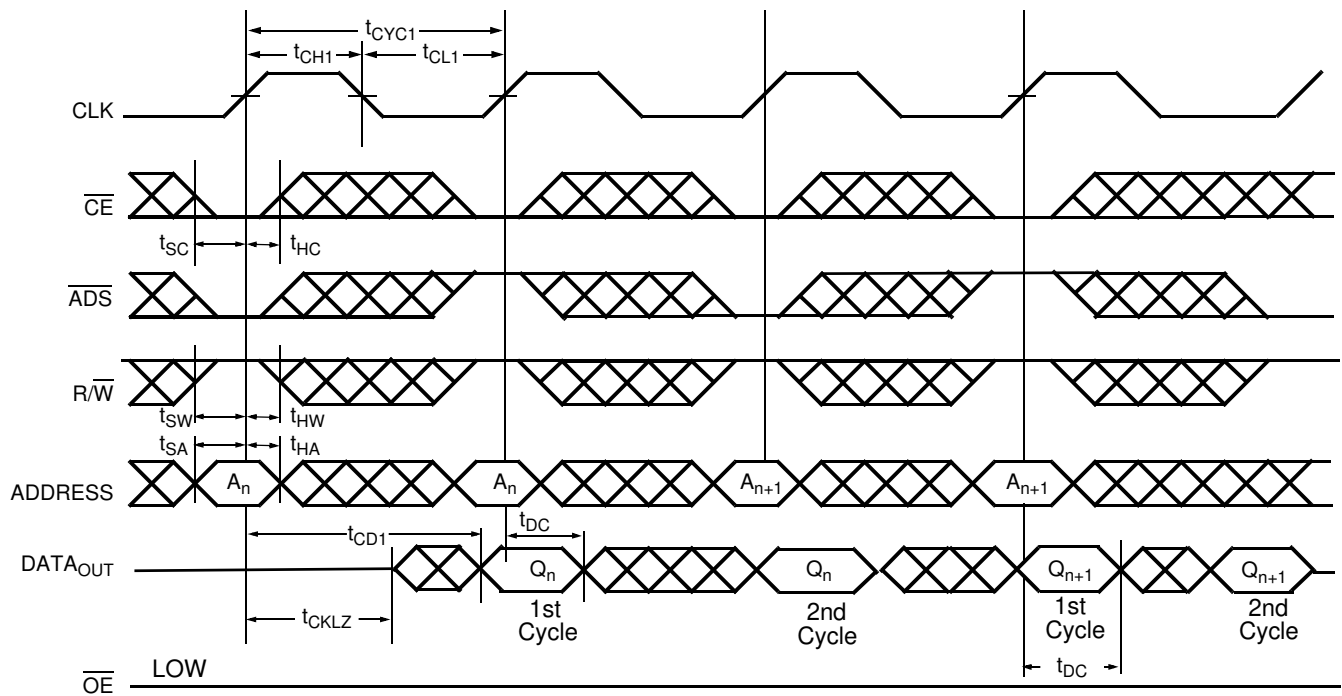 tCYC1
tCH1 tCL1
CLK
CE
tSC tHC
ADS
R/W
tSW tHW
tSA tHA
ADDRESS An An An+1 An+1
tCD1 tDC
DATAOUT Qn Qn Qn+1 Qn+1
1st Cycle 2nd Cycle 1st Cycle 2nd Cycle
tCKLZ
tDC
LOW
OE